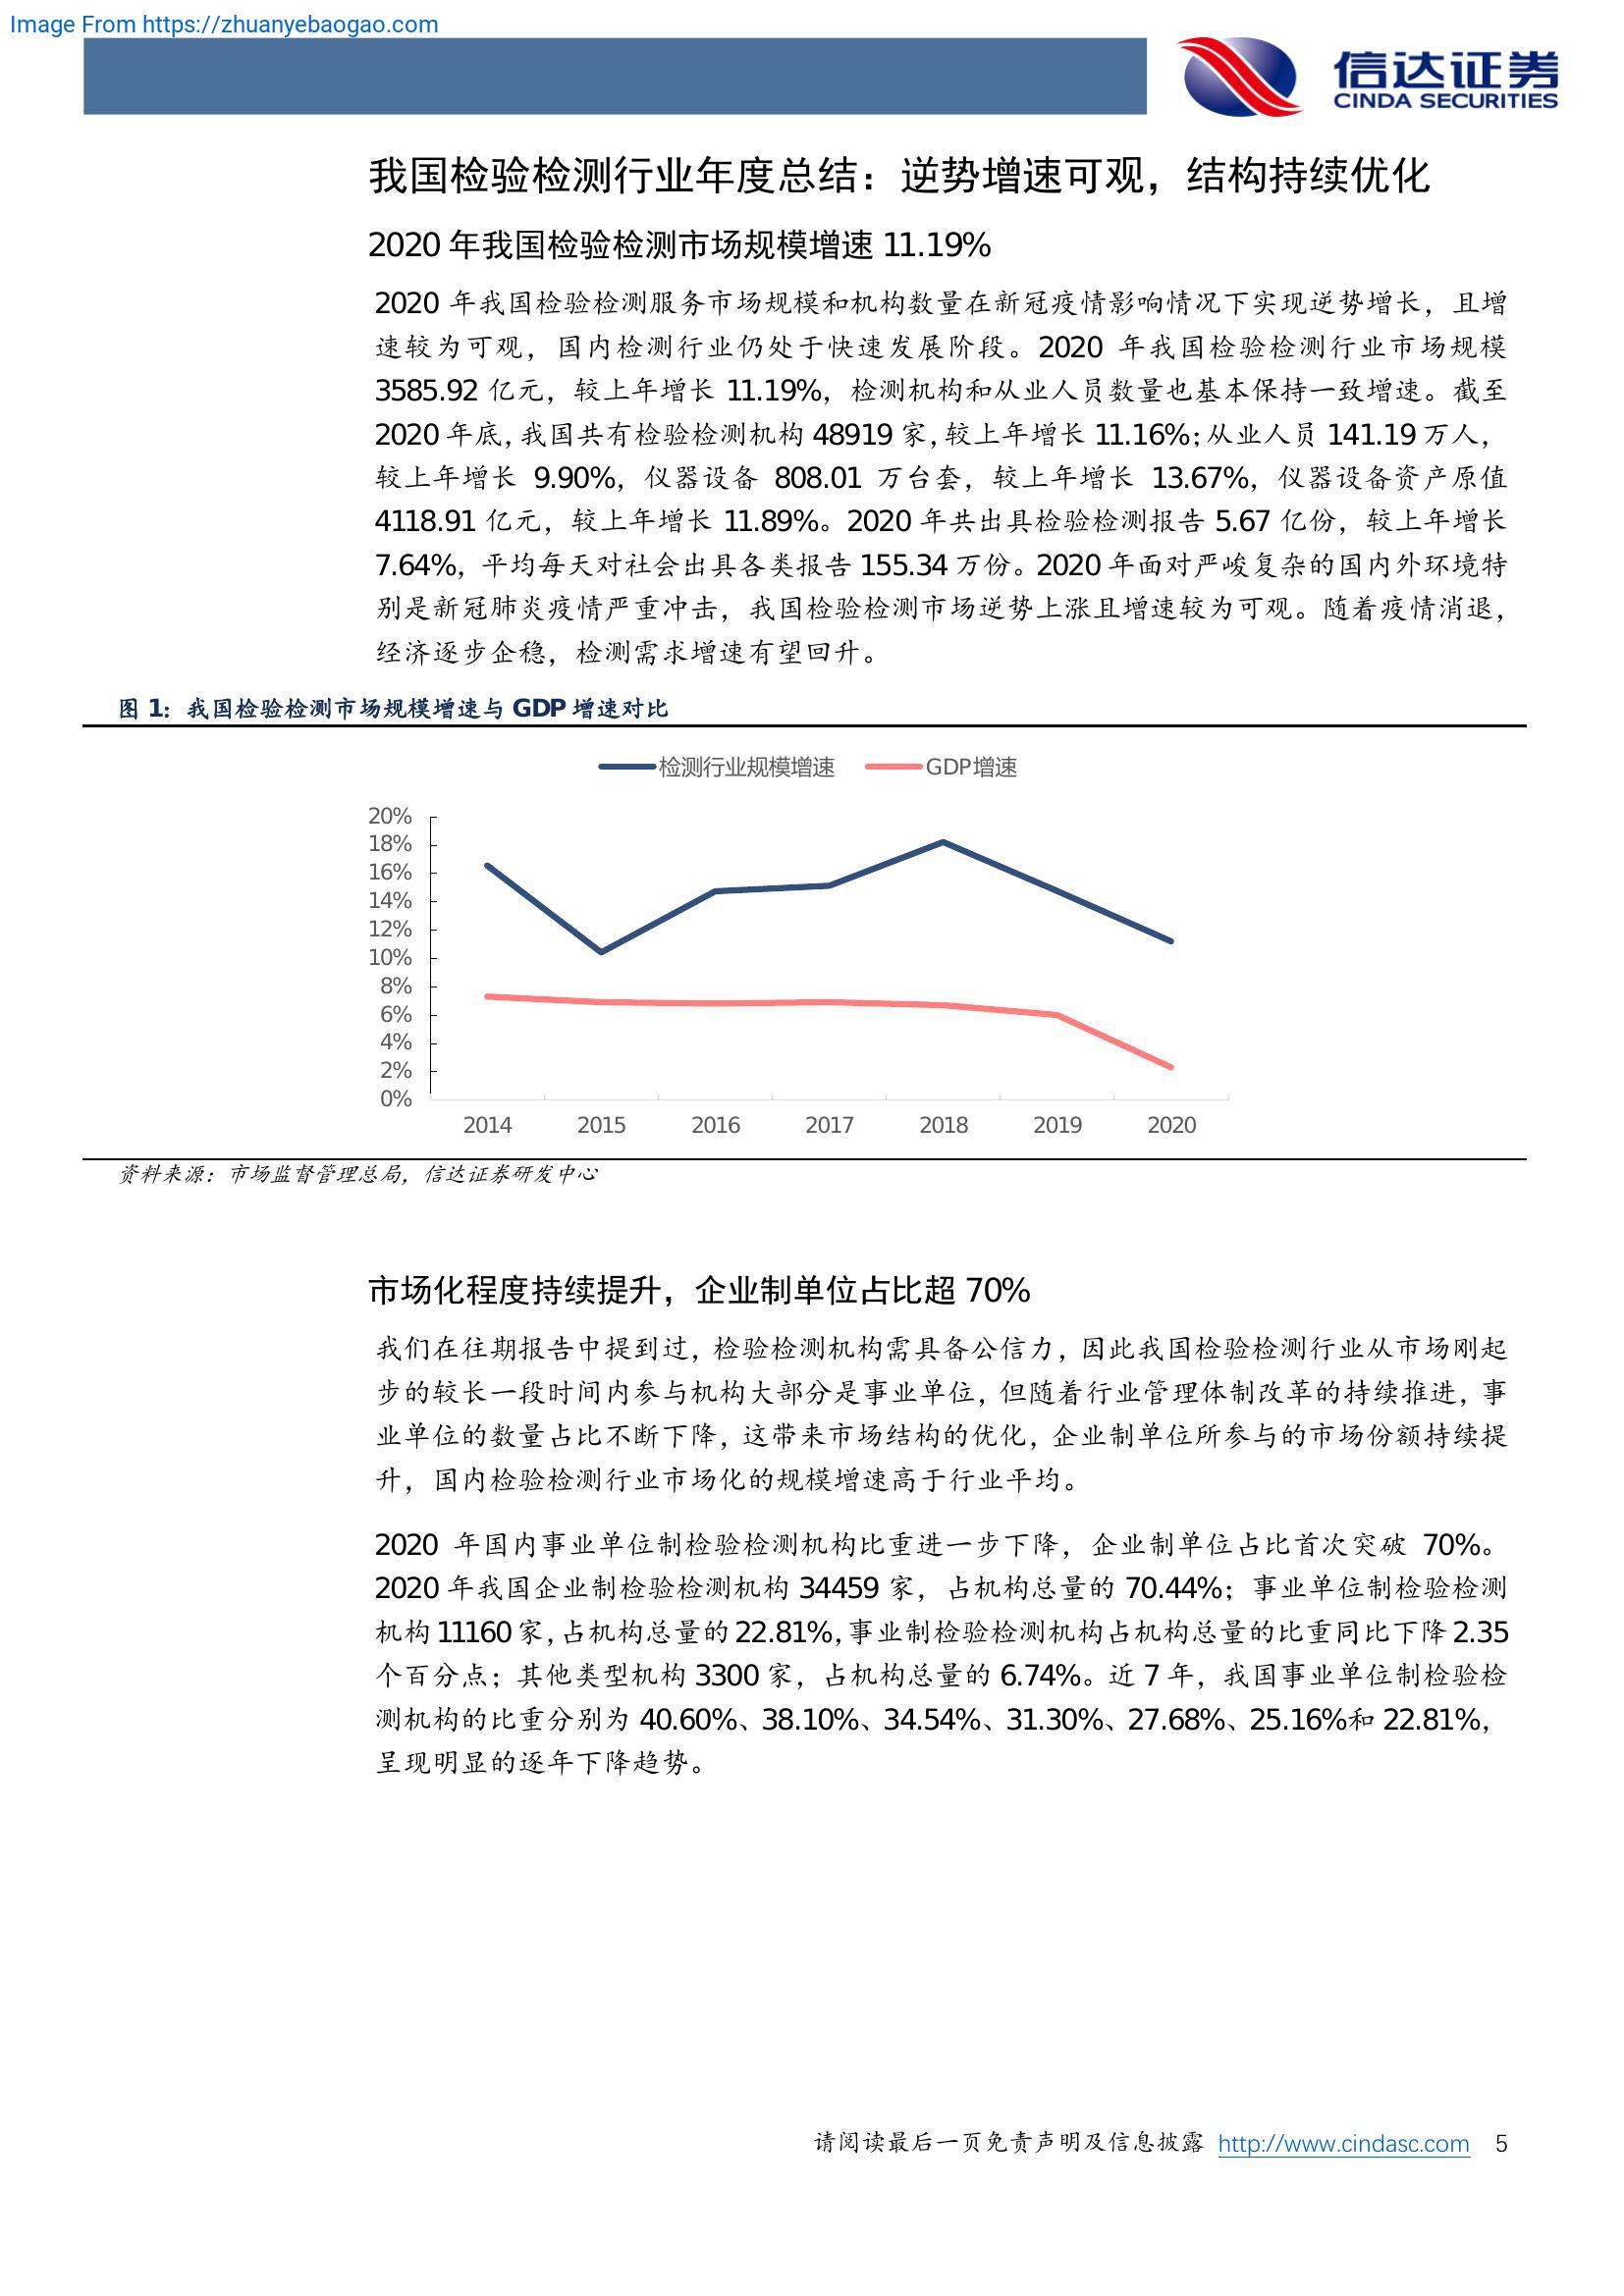 Image From https://zhuanyebaogao.com
信达证券
CINDA SECURITIES
我国检验检测行业年度总结：逆势增速可观，结构持续优化
2020 年我国检验检测市场规模增速 11.19%
2020 年我国检验检测服务市场规模和机构数量在新冠疫情影响情况下实现逆势增长，且增
速较为可观，国内检测行业仍处于快速发展阶段。2020 年我国检验检测行业市场规模
3585.92 亿元，较上年增长 11.19%，检测机构和从业人员数量也基本保持一致增速。截至
2020 年底，我国共有检验检测机构 48919 家，较上年增长 11.16%；从业人员 141.19 万人，
较上年增长 9.90%，仪器设备 808.01 万台套，较上年增长 13.67%，仪器设备资产原值
4118.91 亿元，较上年增长 11.89%。2020 年共出具检验检测报告 5.67 亿份，较上年增长
7.64%，平均每天对社会出具各类报告 155.34 万份。2020 年面对严峻复杂的国内外环境特
别是新冠肺炎疫情严重冲击，我国检验检测市场逆势上涨且增速较为可观。随着疫情消退，
经济逐步企稳，检测需求增速有望回升。
图 1：我国检验检测市场规模增速与 GDP 增速对比
检测行业规模增速 GDP增速
20%
18%
16%
14%
12%
10%
8%
6%
4%
2%
0%
2014 2015 2016 2017 2018 2019 2020
资料来源：市场监督管理总局，信达证券研发中心
市场化程度持续提升，企业制单位占比超 70%
我们在往期报告中提到过，检验检测机构需具备公信力，因此我国检验检测行业从市场刚起
步的较长一段时间内参与机构大部分是事业单位，但随着行业管理体制改革的持续推进，事
业单位的数量占比不断下降，这带来市场结构的优化，企业制单位所参与的市场份额持续提
升，国内检验检测行业市场化的规模增速高于行业平均。
2020 年国内事业单位制检验检测机构比重进一步下降，企业制单位占比首次突破 70%。
2020 年我国企业制检验检测机构 34459 家，占机构总量的 70.44%；事业单位制检验检测
机构 11160 家，占机构总量的 22.81%，事业制检验检测机构占机构总量的比重同比下降 2.35
个百分点；其他类型机构 3300 家，占机构总量的 6.74%。近 7 年，我国事业单位制检验检
测机构的比重分别为 40.60%、38.10%、34.54%、31.30%、27.68%、25.16%和 22.81%，
呈现明显的逐年下降趋势。
请阅读最后一页免责声明及信息披露 http://www.cindasc.com 5